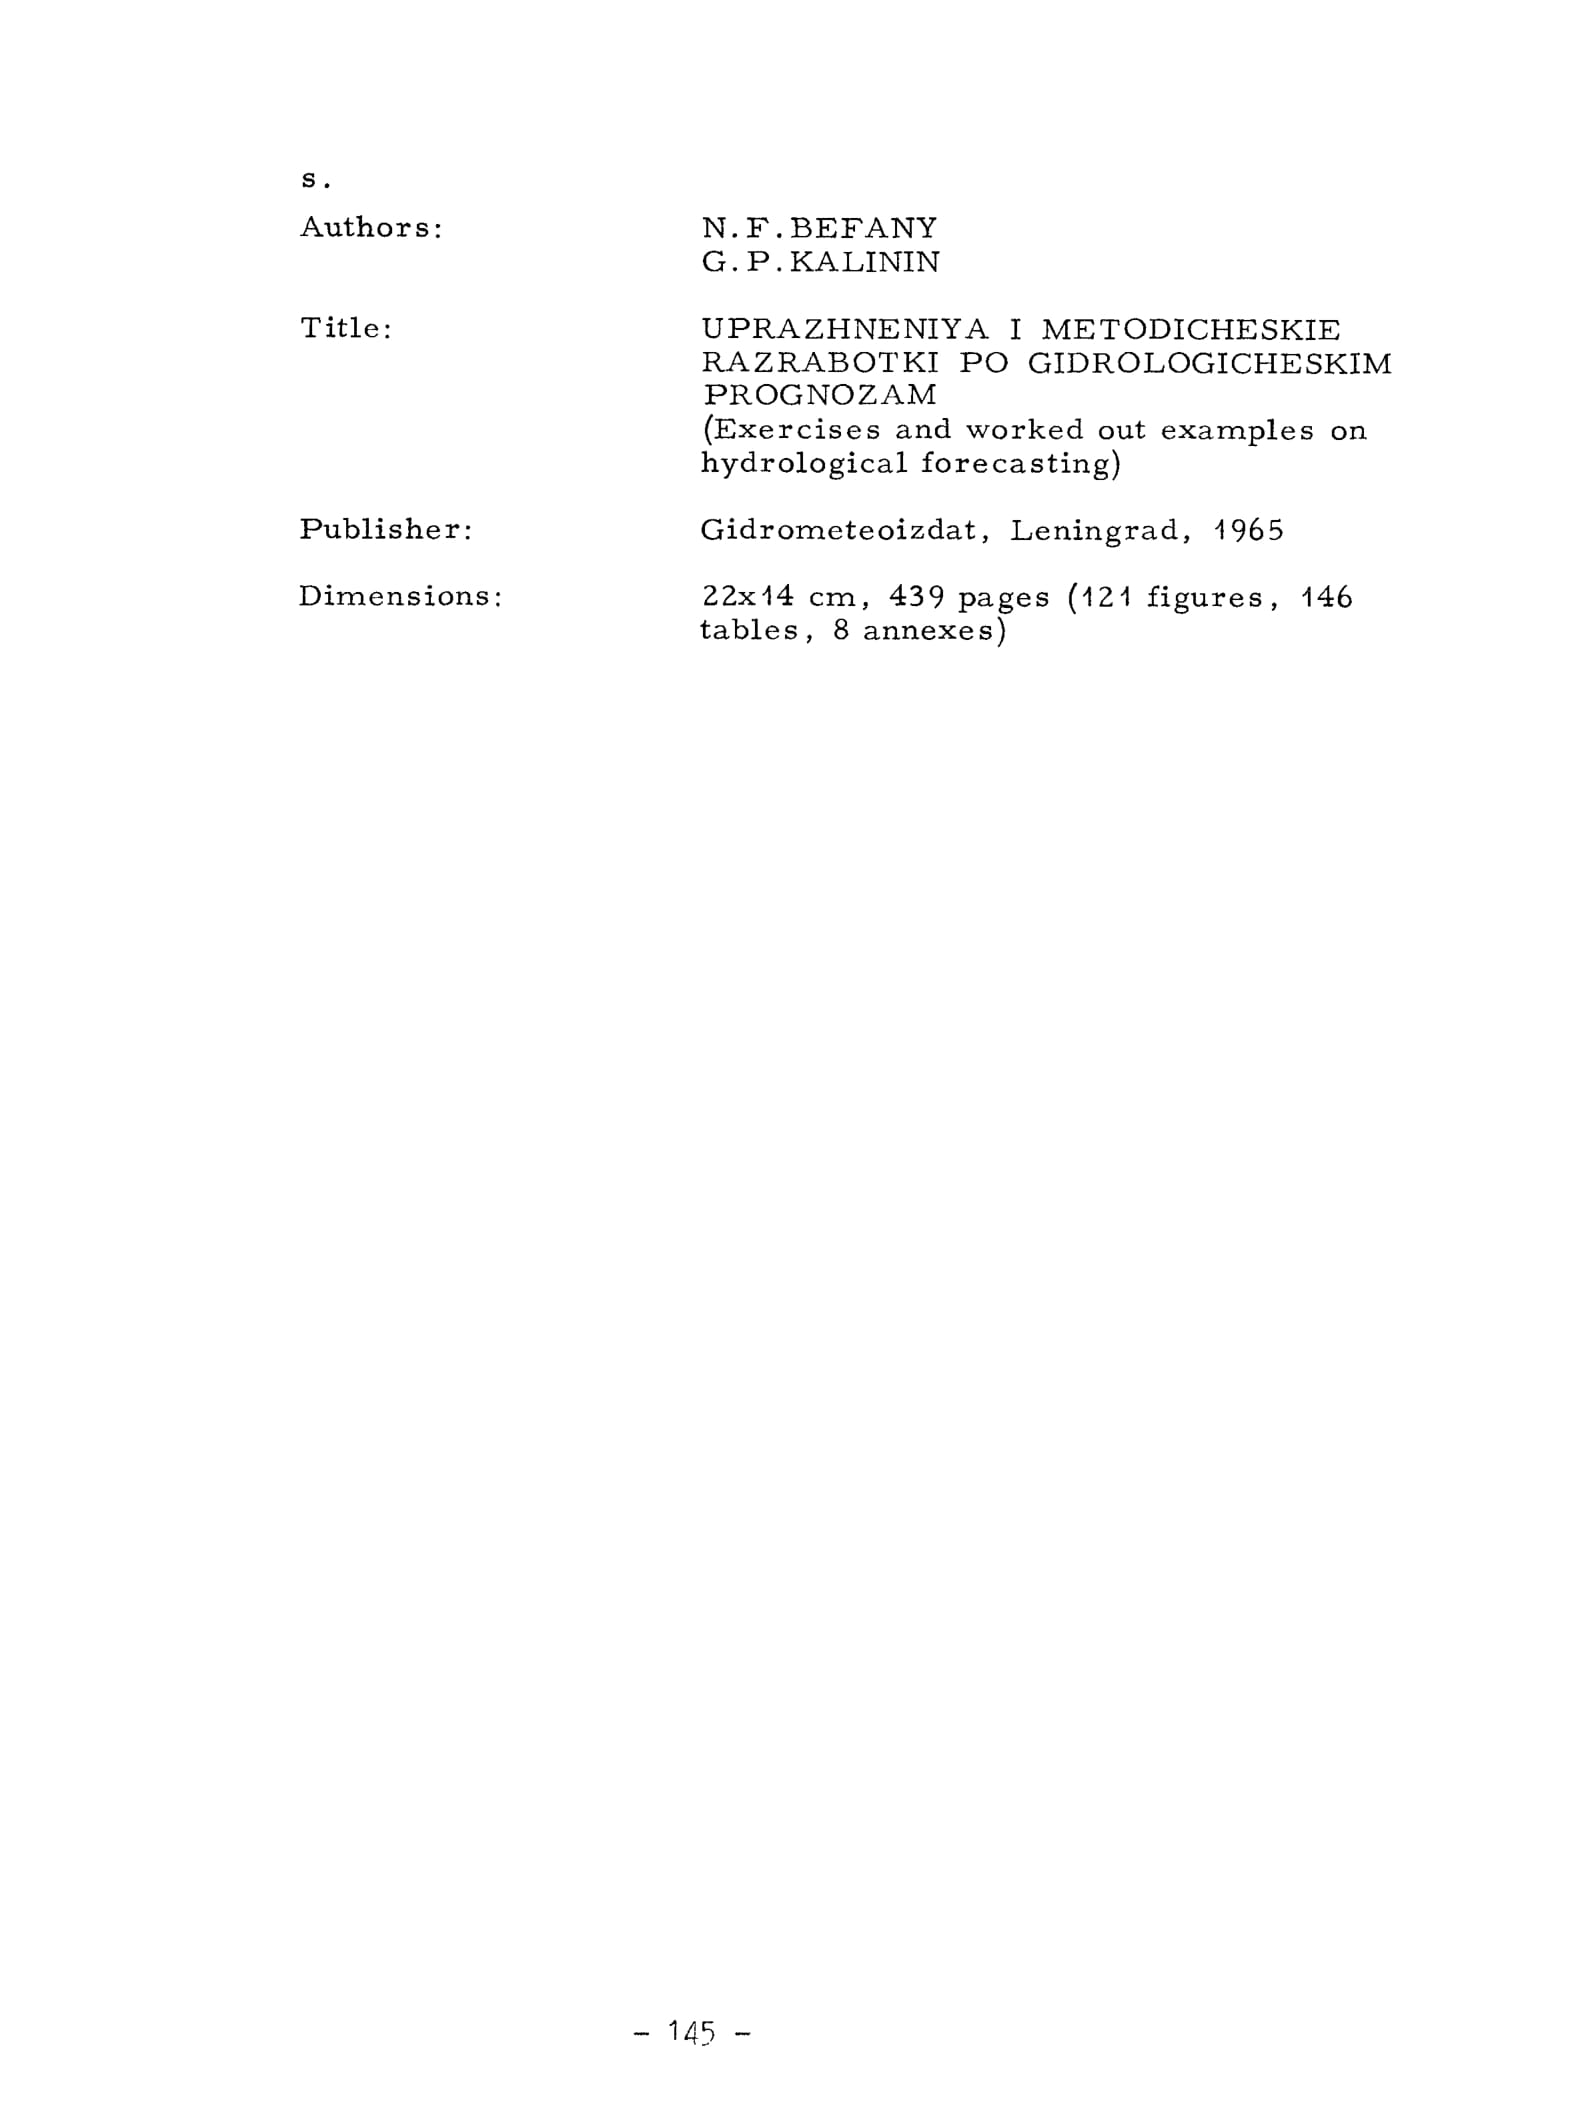 s.
Authors: N.F.BEFANY
G.P.KALININ
Title: UPRAZHNENIYA I METODICHESKIE
RAZRABOTKI PO GIDROLOGICHESKIM
PROGNOZAM
(Exercises and worked out examples on
hydrological forecasting)
Publisher: Gidrometeoizdat, Leningrad, 1965
Dimensions: 22x14 cm, 439 pages (121 figures, 146
tables, 8 annexes)
- 145 -